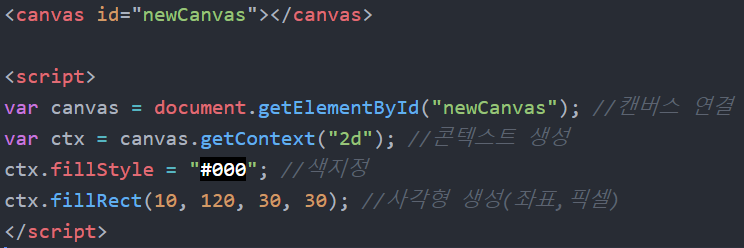 <canvas id="newCanvas"></canvas>
<script>
var canvas = document.getElementById("newCanvas"); //캔버스 연결
var ctx = canvas.getContext("2d"); //콘텍스트 생성
ctx.fillStyle = "#000"; //색지정
ctx.fillRect(10, 120, 30, 30); //사각형 생성(좌표,픽셀)
</script>